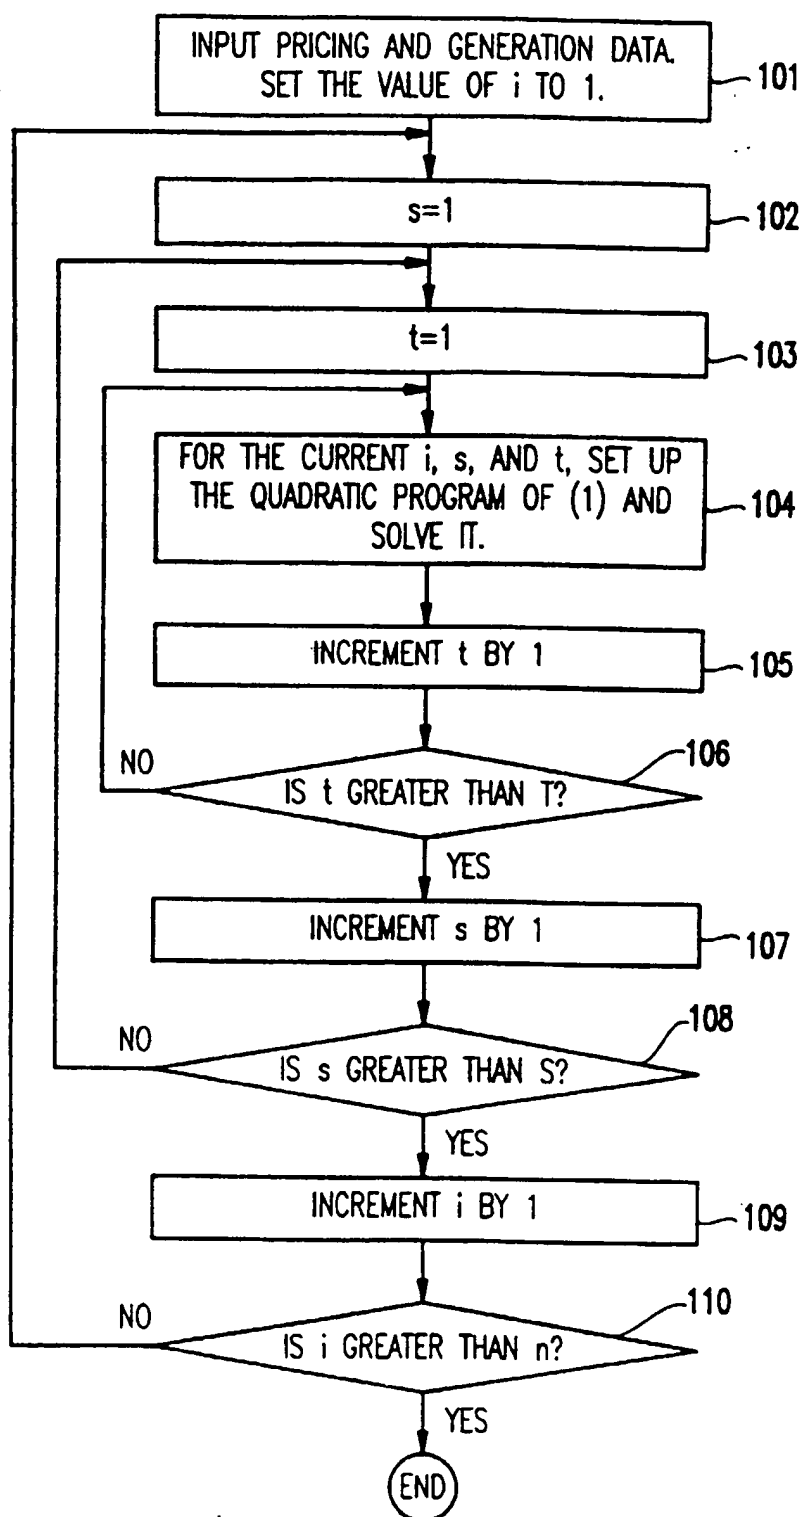 INPUT PRICING AND GENERATION DATA.
SET THE VALUE OF i TO 1.
101
s=1
102
t=1
103
FOR THE CURRENT i, s, AND t, SET UP
THE QUADRATIC PROGRAM OF (1) AND
SOLVE IT.
104
INCREMENT t BY 1
105
106
NO
IS t GREATER THAN T?
YES
INCREMENT s BY 1
107
108
NO
IS s GREATER THAN S?
YES
INCREMENT i BY 1
109
110
NO
IS i GREATER THAN n?
YES
END